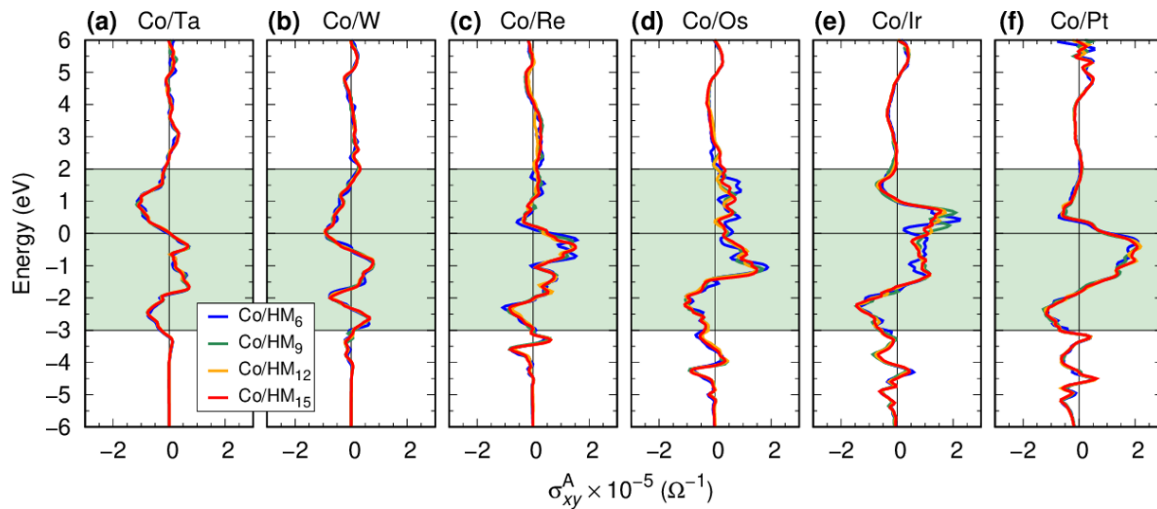 (a) Co/Ta (b) Co/W (c) Co/Re (d) Co/Os (e) Co/Ir (f) Co/Pt
6
5
4
3
2
1
0
−1
−2
−3
−4
−5
−6
Energy (eV)
Co/HM6
Co/HM9
Co/HM12
Co/HM15
−2 0 2 −2 0 2 −2 0 2 −2 0 2 −2 0 2 −2 0 2
σ^A_xy × 10^−5 (Ω^−1)